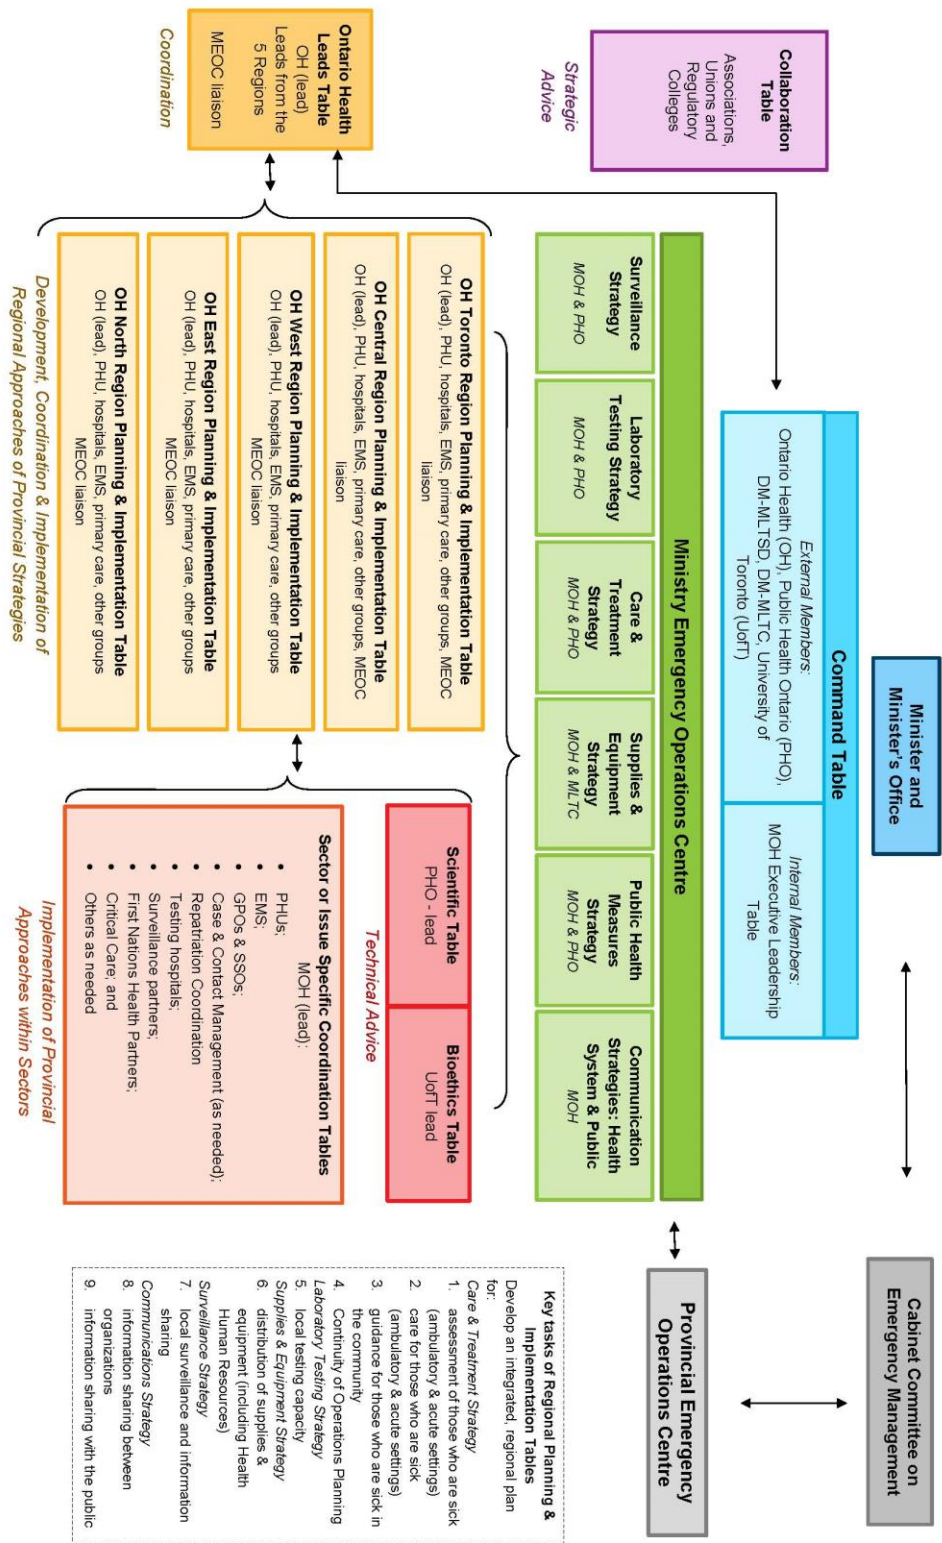 Minister and
Minister's Office
Cabinet Committee on
Emergency Management
Collaboration
Table
Associations,
Unions and
Regulatory
Colleges
Strategic
Advice
Command Table
External Members:
Ontario Health (OH), Public Health Ontario (PHO),
DM-MLTSD, DM-MLTC, University of
Toronto (UofT)
Internal Members:
MOH Executive Leadership
Table
Provincial Emergency
Operations Centre
Ministry Emergency Operations Centre
Surveillance
Strategy
MOH & PHO
Laboratory
Testing Strategy
MOH & PHO
Care &
Treatment
Strategy
MOH & PHO
Supplies &
Equipment
Strategy
MOH & MLTC
Public Health
Measures
Strategy
MOH & PHO
Communication
Strategies: Health
System & Public
MOH
Ontario Health
Leads Table
OH (lead)
Leads from the
5 Regions
MEOC liaison
Coordination
OH Toronto Region Planning & Implementation Table
OH (lead), PHU, hospitals, EMS, primary care, other groups, MEOC
liaison
OH Central Region Planning & Implementation Table
OH (lead), PHU, hospitals, EMS, primary care, other groups, MEOC
liaison
OH West Region Planning & Implementation Table
OH (lead), PHU, hospitals, EMS, primary care, other groups
MEOC liaison
OH East Region Planning & Implementation Table
OH (lead), PHU, hospitals, EMS, primary care, other groups
MEOC liaison
OH North Region Planning & Implementation Table
OH (lead), PHU, hospitals, EMS, primary care, other groups
MEOC liaison
Development, Coordination & Implementation of
Regional Approaches of Provincial Strategies
Scientific Table
PHO - lead
Bioethics Table
UofT lead
Technical Advice
Sector or Issue Specific Coordination Tables
MOH (lead):
• PHUs;
• EMS;
• GPOs & SSOs;
• Case & Contact Management (as needed);
• Repatriation Coordination
• Testing hospitals;
• Surveillance partners;
• First Nations Health Partners;
• Critical Care; and
• Others as needed
Implementation of Provincial
Approaches within Sectors
Key tasks of Regional Planning &
Implementation Tables
Develop an integrated, regional plan
for:
Care & Treatment Strategy
1. assessment of those who are sick
(ambulatory & acute settings)
2. care for those who are sick
(ambulatory & acute settings)
3. guidance for those who are sick in
the community
4. Continuity of Operations Planning
Laboratory Testing Strategy
5. local testing capacity
Supplies & Equipment Strategy
6. distribution of supplies &
equipment (including Health
Human Resources)
Surveillance Strategy
7. local surveillance and information
sharing
Communications Strategy
8. information sharing between
organizations
9. information sharing with the public